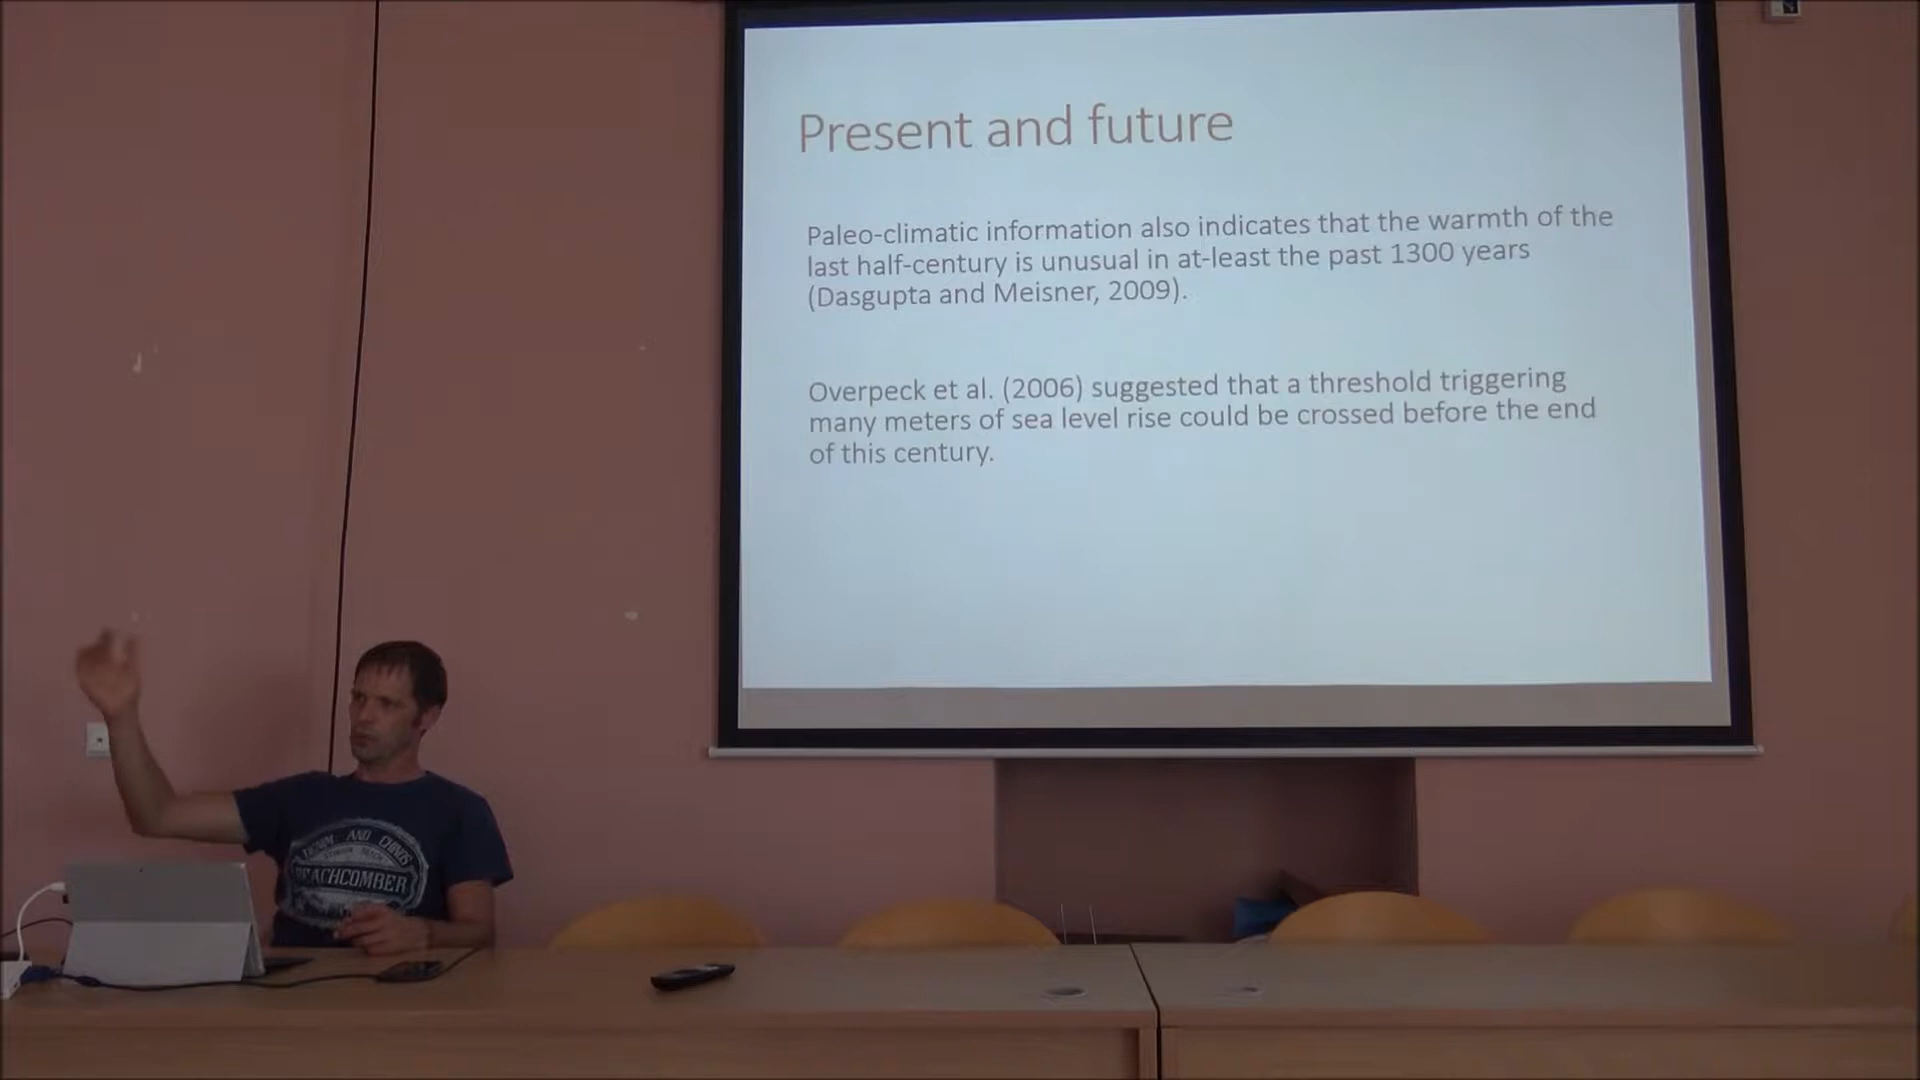 Present and future
Paleo-climatic information also indicates that the warmth of the
last half-century is unusual in at-least the past 1300 years
(Dasgupta and Meisner, 2009).
Overpeck et al. (2006) suggested that a threshold triggering
many meters of sea level rise could be crossed before the end
of this century.
AND CHINOS
BEACHCOMBER